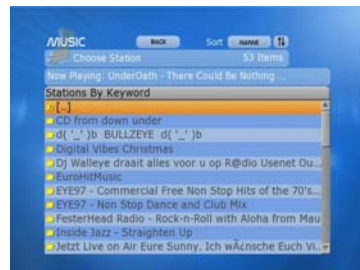 MUSIC BACK Sort NAME
Choose Station 53 Items
Now Playing: UnderOath - There Could Be Nothing ...
Stations By Keyword
[..]
CD from down under
d( '_' )b BULLZEYE d( '_' )b
Digital Vibes Christmas
Dj Walleye draait alles voor u op R@dio Usenet Ou...
EuroHitMusic
EYE97 - Commercial Free Non Stop Hits of the 70's...
EYE97 - Non Stop Dance and Club Mix
FesterHead Radio - Rock-n-Roll with Aloha from Mau
Inside Jazz - Straighten Up
Jetzt Live on Air Eure Sunny. Ich wÃ¼nsche Euch Vi..